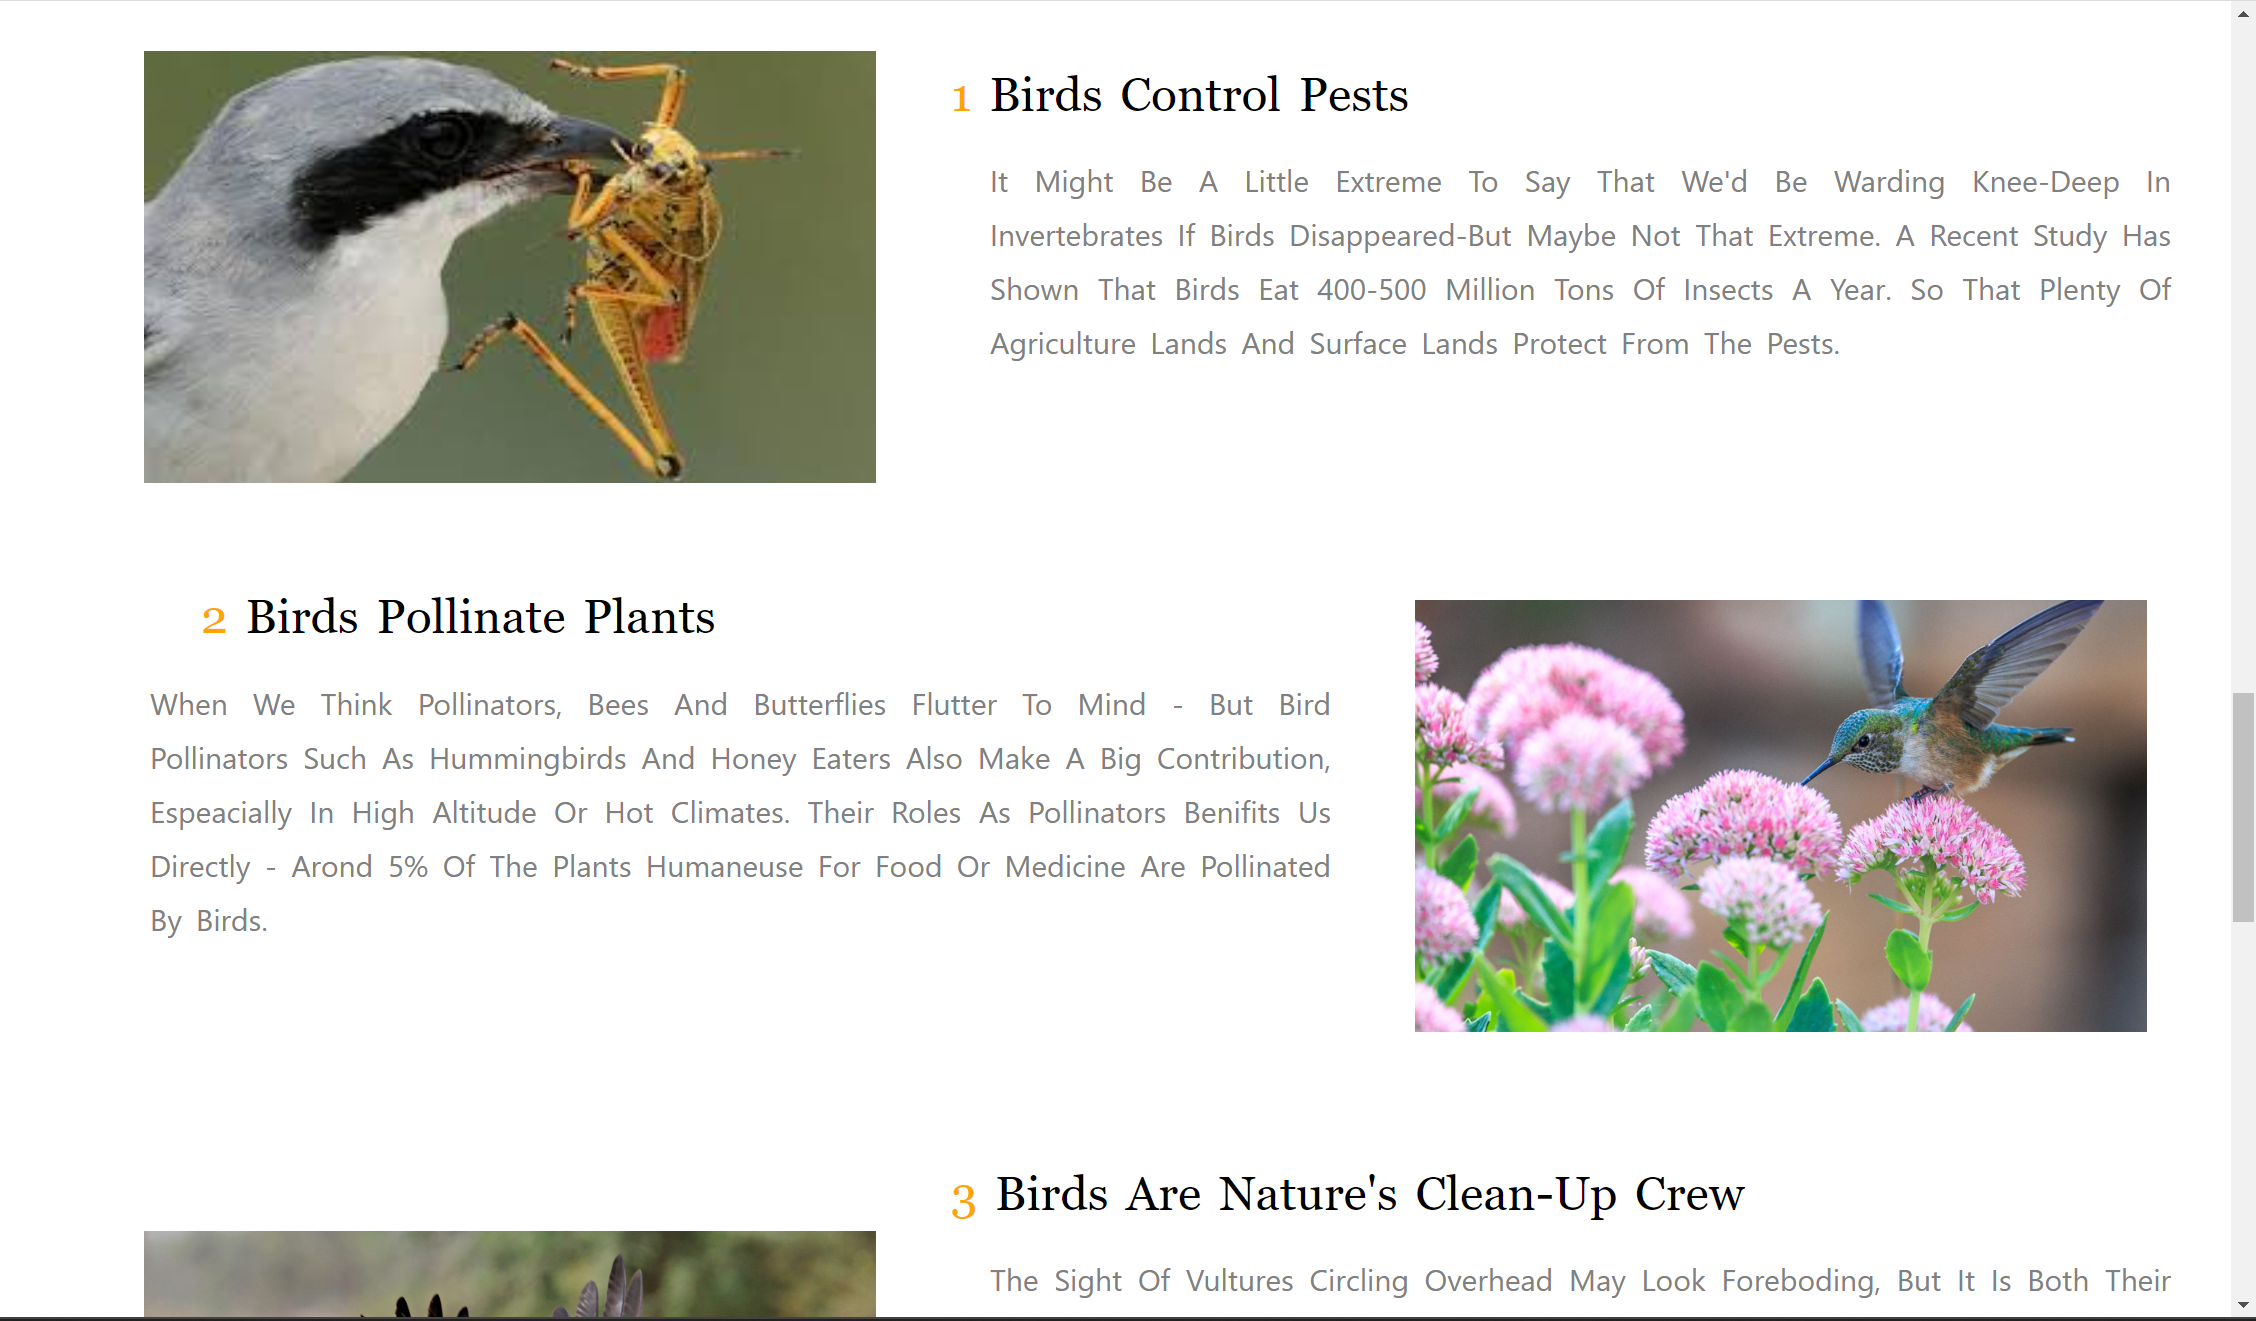 1 Birds Control Pests
It Might Be A Little Extreme To Say That We'd Be Warding Knee-Deep In
Invertebrates If Birds Disappeared-But Maybe Not That Extreme. A Recent Study Has
Shown That Birds Eat 400-500 Million Tons Of Insects A Year. So That Plenty Of
Agriculture Lands And Surface Lands Protect From The Pests.
2 Birds Pollinate Plants
When We Think Pollinators, Bees And Butterflies Flutter To Mind - But Bird
Pollinators Such As Hummingbirds And Honey Eaters Also Make A Big Contribution,
Espeacially In High Altitude Or Hot Climates. Their Roles As Pollinators Benifits Us
Directly - Arond 5% Of The Plants Humaneuse For Food Or Medicine Are Pollinated
By Birds.
3 Birds Are Nature's Clean-Up Crew
The Sight Of Vultures Circling Overhead May Look Foreboding, But It Is Both Their